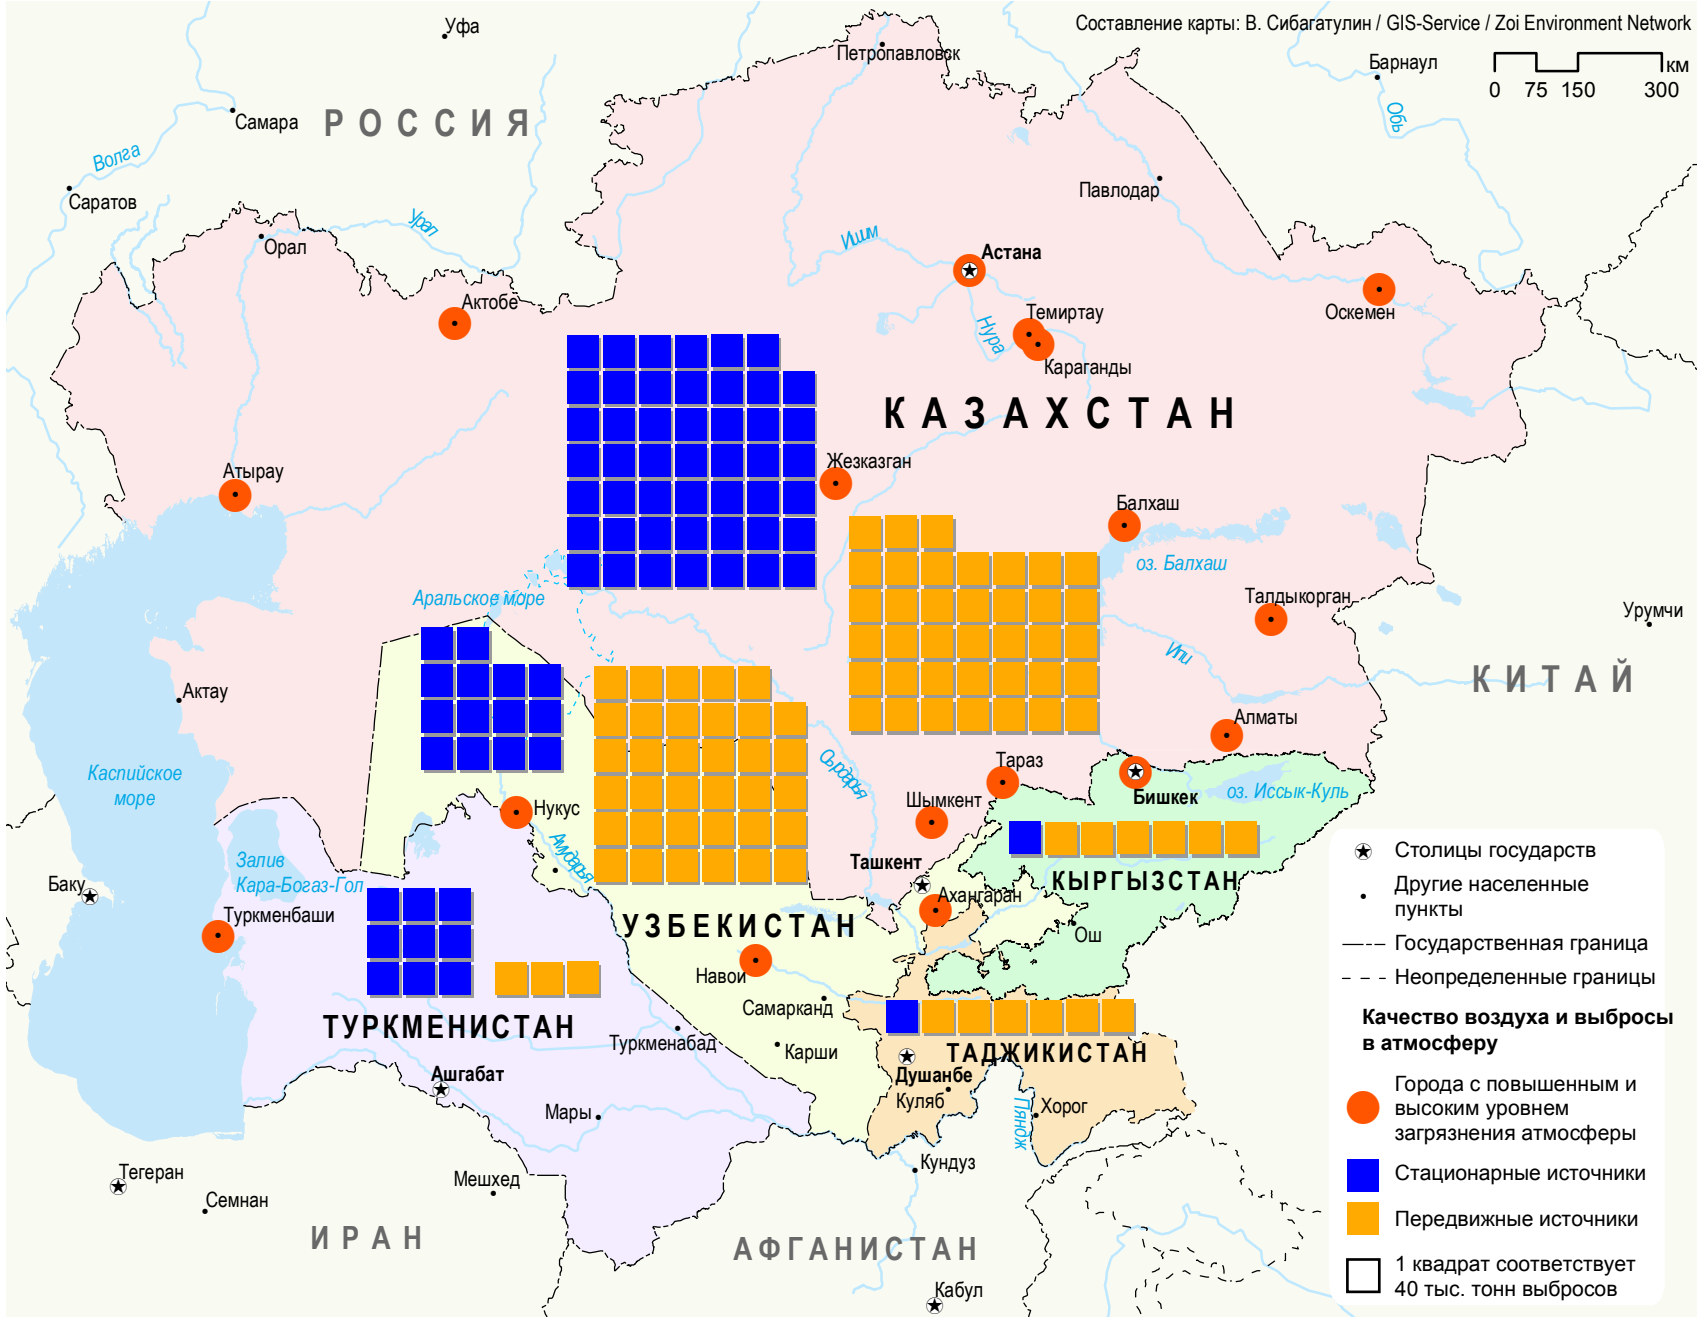 Составление карты: В. Сибагатулин / GIS-Service / Zoi Environment Network
км
0 75 150 300
Уфа
Петропавловск
Барнаул
Обь
Самара
РОССИЯ
Волга
Саратов
Павлодар
Урал
Орал
Ишим
Астана
Актобе
Темиртау
Нура
Оскемен
Караганды
КАЗАХСТАН
Атырау
Жезказган
Балхаш
оз. Балхаш
Аральское море
Талдыкорган
Урумчи
Или
КИТАЙ
Актау
Алматы
Каспийское
море
Сырдарья
Тараз
Бишкек
оз. Иссык-Куль
Нукус
Шымкент
Амударья
Ташкент
Залив
Кара-Богаз-Гол
Баку
КЫРГЫЗСТАН
Ахангаран
Туркменбаши
УЗБЕКИСТАН
Ош
Навои
Самарканд
ТУРКМЕНИСТАН
Туркменабад
Карши
ТАДЖИКИСТАН
Ашгабат
Душанбе
Куляб
Мары
Хорог
Пяндж
Тегеран
Мешхед
Кундуз
Семнан
ИРАН
АФГАНИСТАН
Кабул
Столицы государств
Другие населенные
пункты
Государственная граница
Неопределенные границы
Качество воздуха и выбросы
в атмосферу
Города с повышенным и
высоким уровнем
загрязнения атмосферы
Стационарные источники
Передвижные источники
1 квадрат соответствует
40 тыс. тонн выбросов